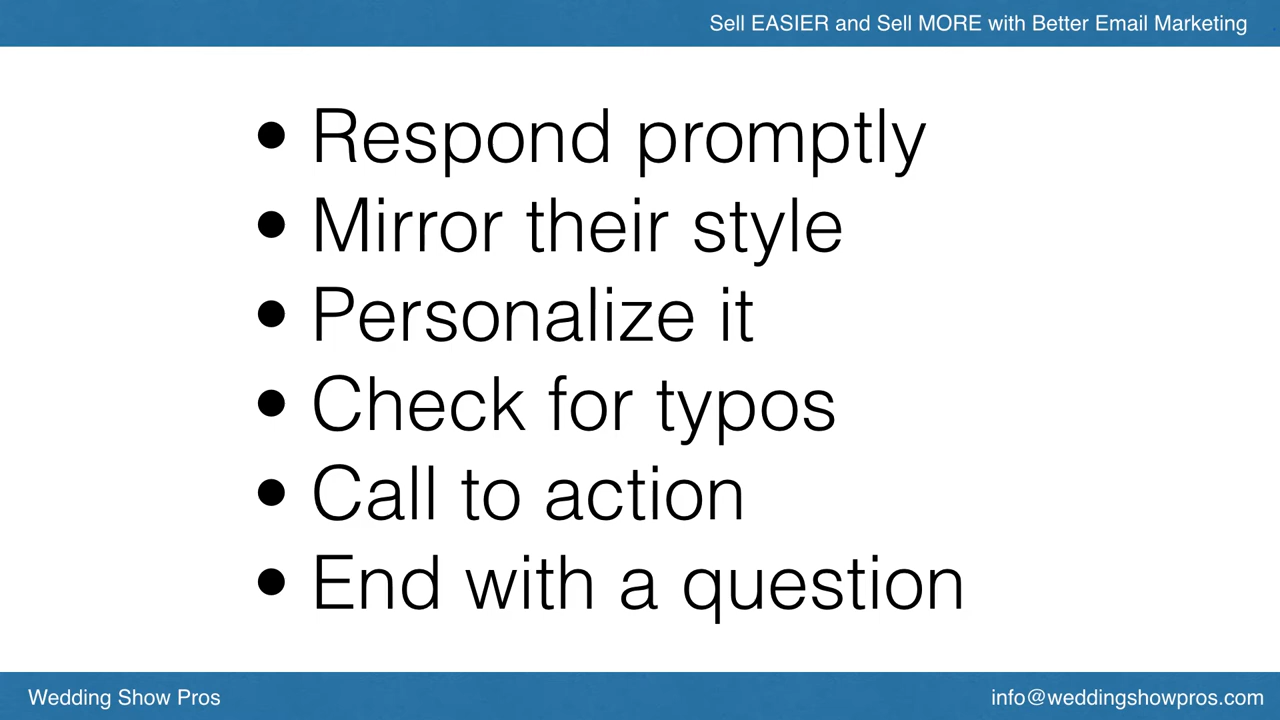 Sell EASIER and Sell MORE with Better Email Marketing
• Respond promptly
• Mirror their style
• Personalize it
• Check for typos
• Call to action
• End with a question
Wedding Show Pros
info@weddingshowpros.com